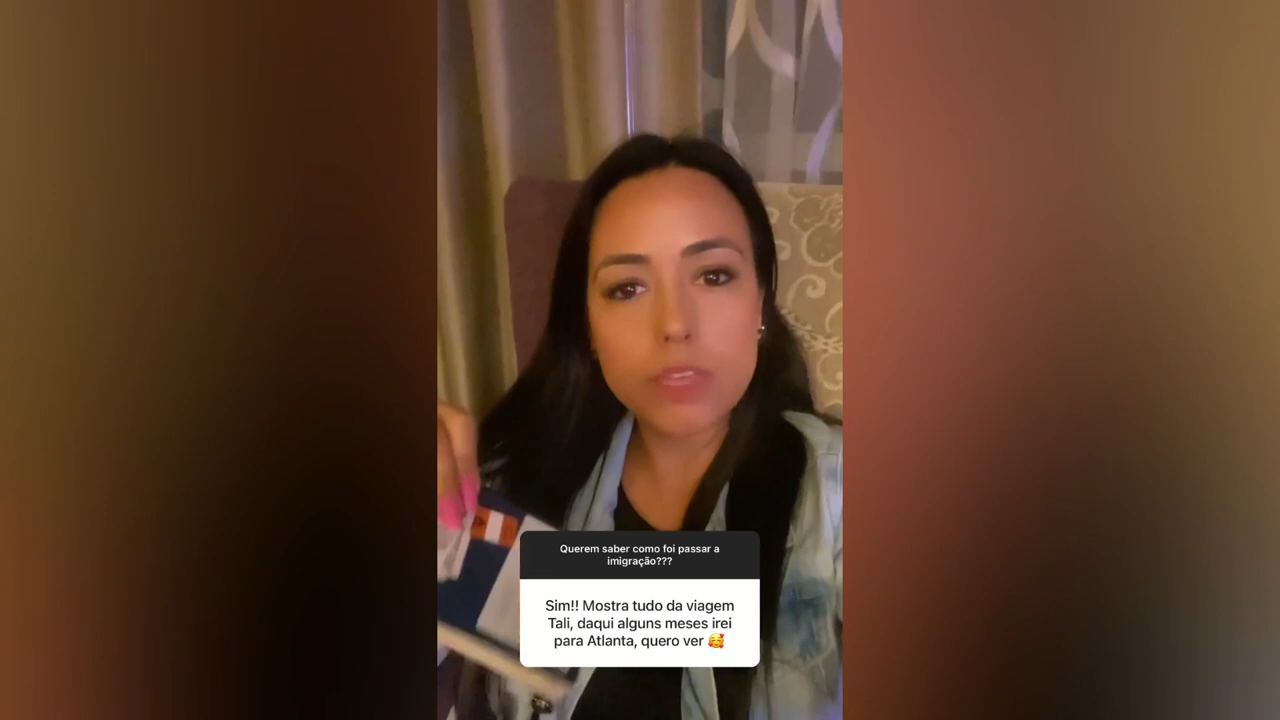 Querem saber como foi passar a
imigração???
Sim!! Mostra tudo da viagem
Tali, daqui alguns meses irei
para Atlanta, quero ver 🥰